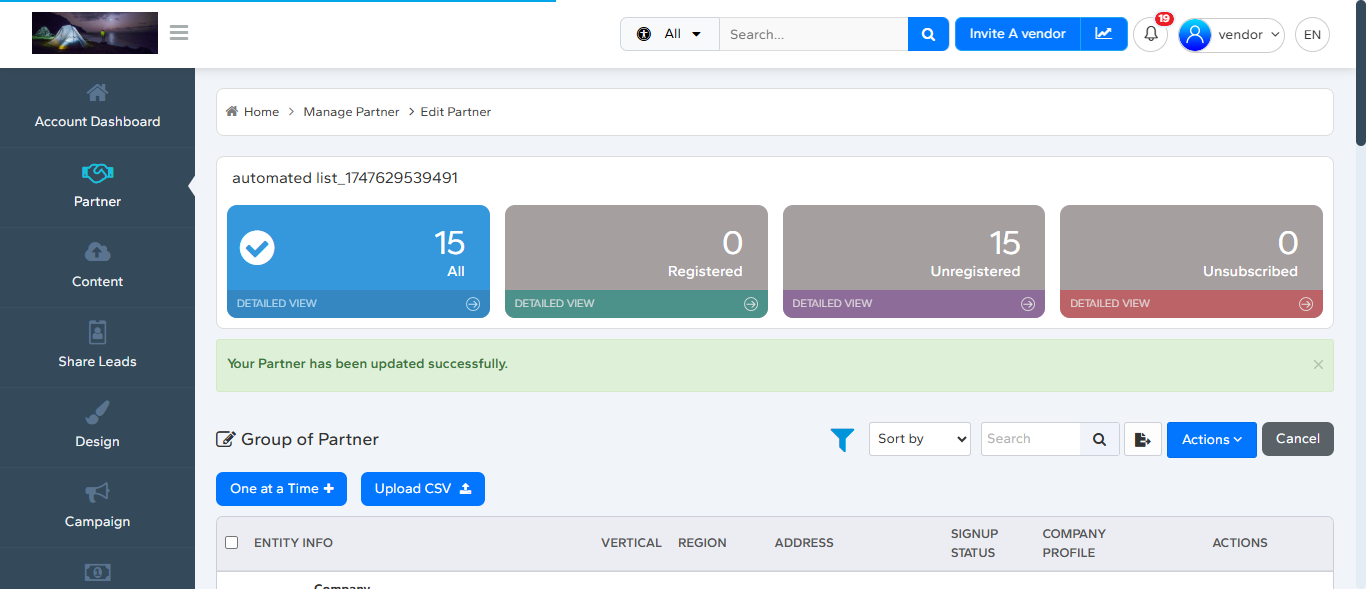 All
Search...
Invite A vendor
19
vendor
EN
Account Dashboard
Partner
Content
Share Leads
Design
Campaign
Home > Manage Partner > Edit Partner
automated list_1747629539491
15
All
DETAILED VIEW
0
Registered
DETAILED VIEW
15
Unregistered
DETAILED VIEW
0
Unsubscribed
DETAILED VIEW
Your Partner has been updated successfully.
×
Group of Partner
Sort by
Search
Actions
Cancel
One at a Time +
Upload CSV
ENTITY INFO
VERTICAL
REGION
ADDRESS
SIGNUP
STATUS
COMPANY
PROFILE
ACTIONS
Company